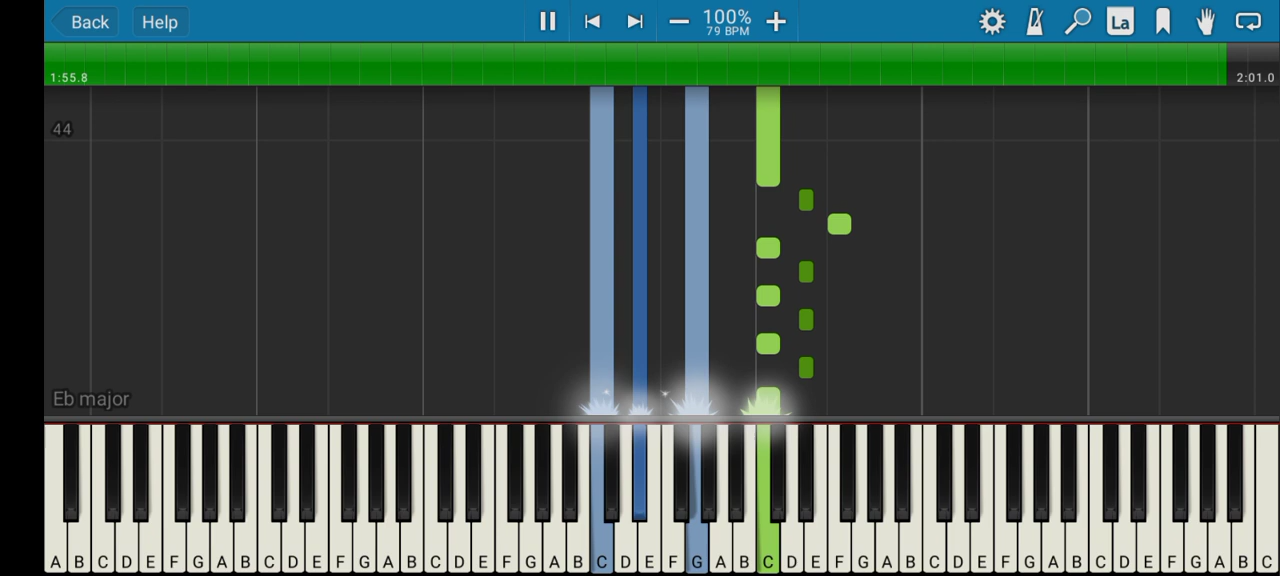 Back Help 100% La
79 BPM
1:55.8 2:01.0
44
Eb major
A B C D E F G A B C D E F G A B C D E F G A B C D E F G A B C D E F G A B C D E F G A B C D E F G A B C